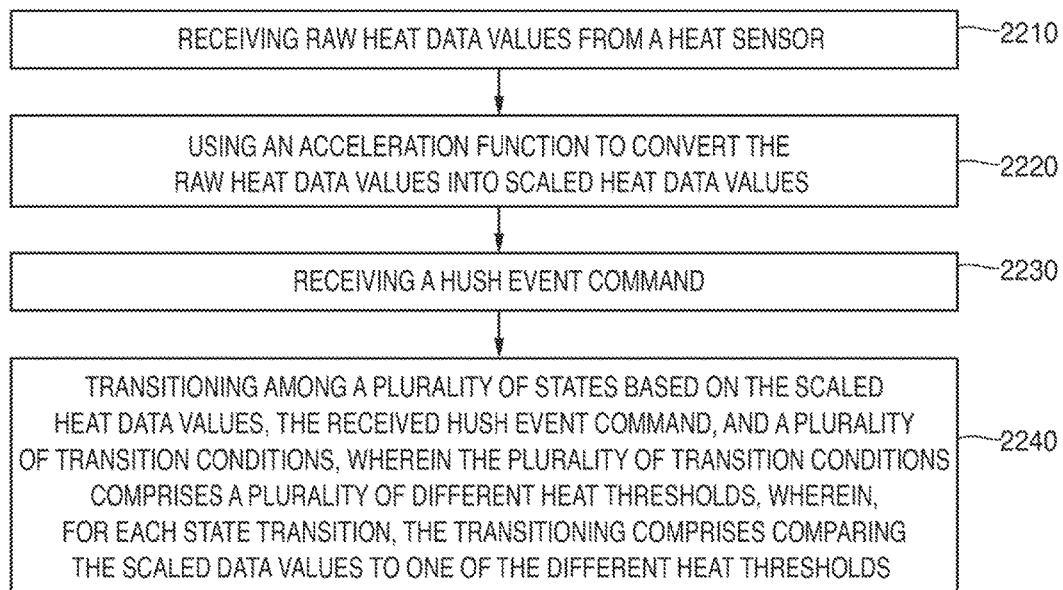 RECEIVING RAW HEAT DATA VALUES FROM A HEAT SENSOR
2210
USING AN ACCELERATION FUNCTION TO CONVERT THE
RAW HEAT DATA VALUES INTO SCALED HEAT DATA VALUES
2220
RECEIVING A HUSH EVENT COMMAND
2230
TRANSITIONING AMONG A PLURALITY OF STATES BASED ON THE SCALED
HEAT DATA VALUES, THE RECEIVED HUSH EVENT COMMAND, AND A PLURALITY
OF TRANSITION CONDITIONS, WHEREIN THE PLURALITY OF TRANSITION CONDITIONS
COMPRISES A PLURALITY OF DIFFERENT HEAT THRESHOLDS, WHEREIN,
FOR EACH STATE TRANSITION, THE TRANSITIONING COMPRISES COMPARING
THE SCALED DATA VALUES TO ONE OF THE DIFFERENT HEAT THRESHOLDS
2240